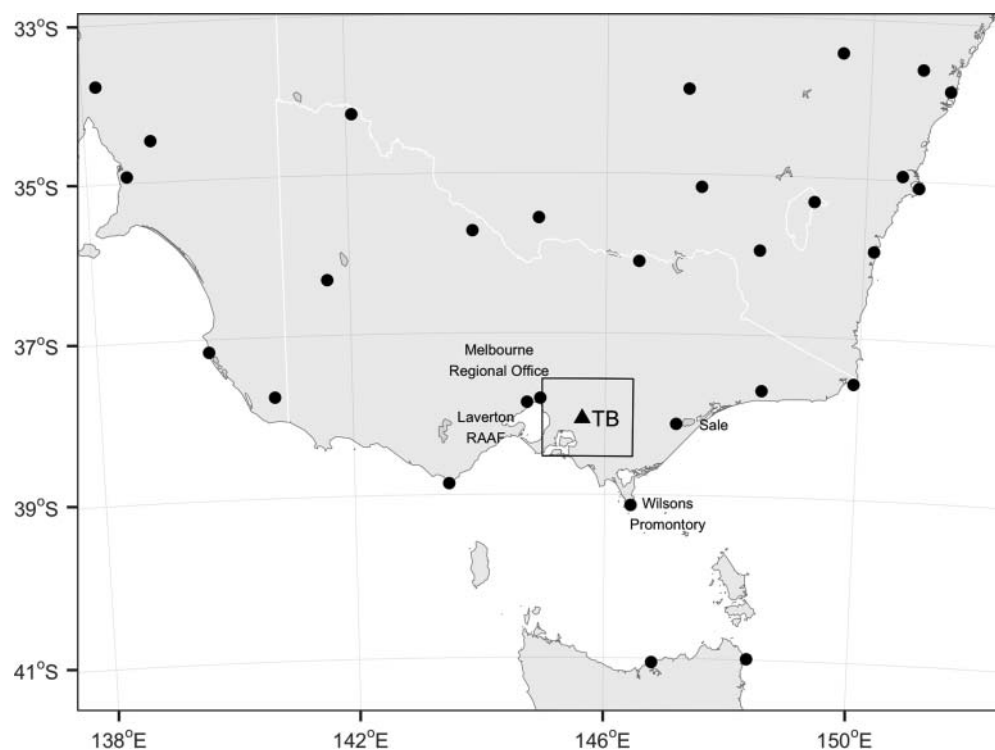 33°S
35°S
37°S
Melbourne
Regional Office
Laverton
RAAF
TB
Sale
39°S
Wilsons
Promontory
41°S
138°E
142°E
146°E
150°E